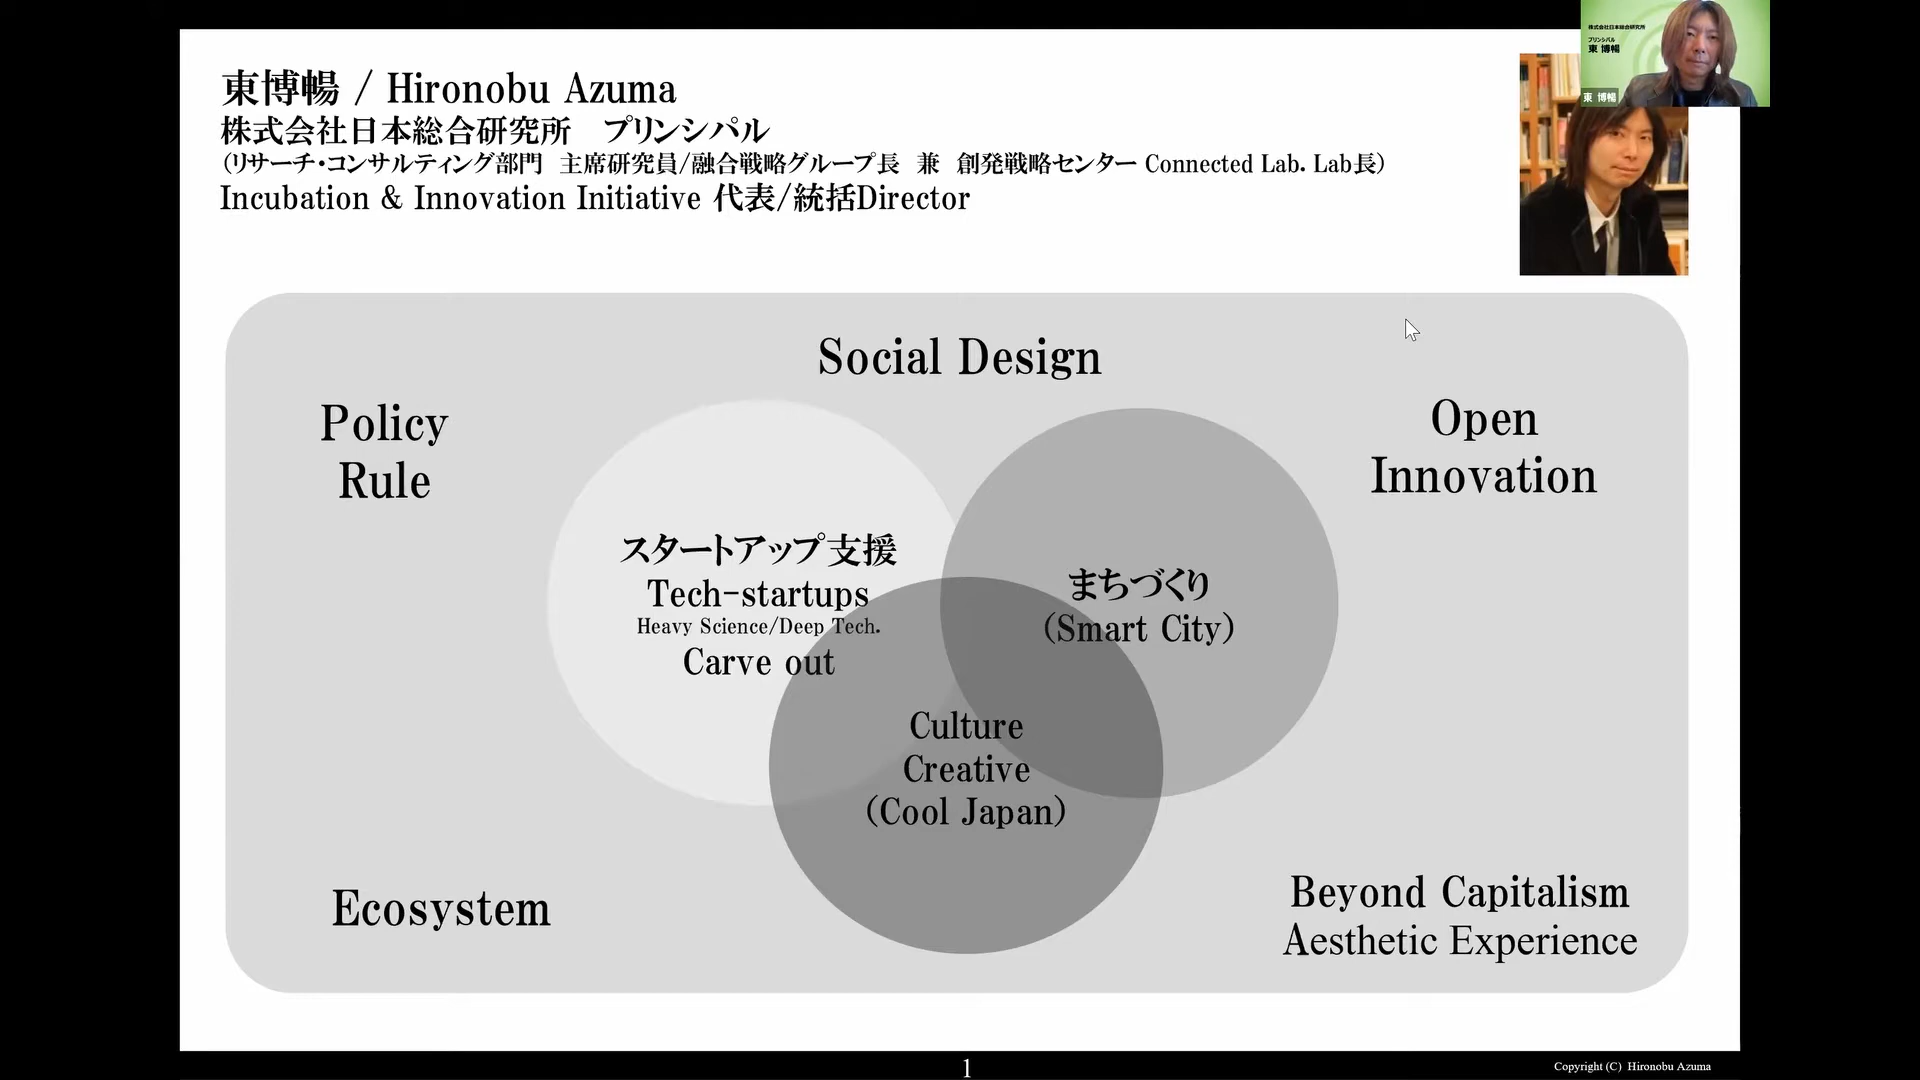 東博暢 / Hironobu Azuma
株式会社日本総合研究所　プリンシパル
（リサーチ・コンサルティング部門　主席研究員/融合戦略グループ長　兼　創発戦略センター Connected Lab. Lab長）
Incubation & Innovation Initiative 代表/統括Director
株式会社日本総合研究所
プリンシパル
東 博暢
東 博暢
Social Design
Policy
Rule
Open
Innovation
スタートアップ支援
Tech-startups
Heavy Science/Deep Tech.
Carve out
まちづくり
(Smart City)
Culture
Creative
(Cool Japan)
Ecosystem
Beyond Capitalism
Aesthetic Experience
1
Copyright (C) Hironobu Azuma